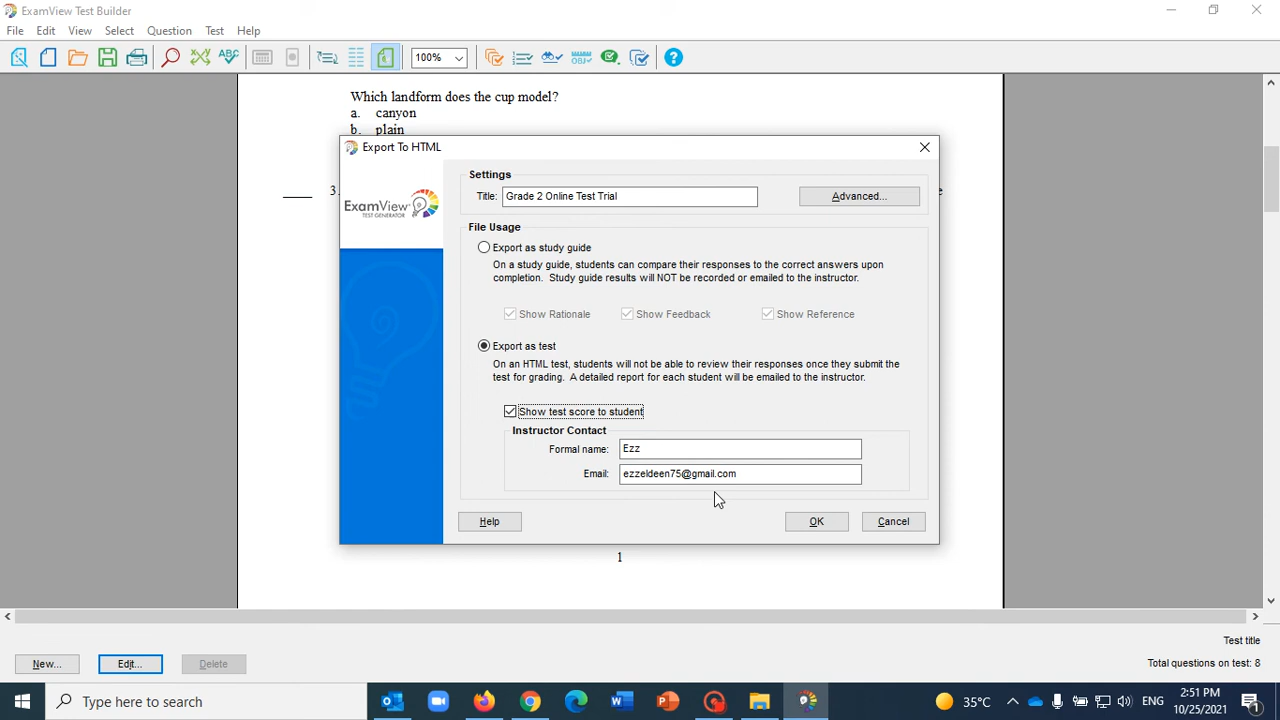 ExamView Test Builder
File Edit View Select Question Test Help
100%
Which landform does the cup model?
a. canyon
b. plain
3.
e
Export To HTML
ExamView
TEST GENERATOR
Settings
Title: Grade 2 Online Test Trial Advanced...
File Usage
Export as study guide
On a study guide, students can compare their responses to the correct answers upon
completion. Study guide results will NOT be recorded or emailed to the instructor.
Show Rationale Show Feedback Show Reference
Export as test
On an HTML test, students will not be able to review their responses once they submit the
test for grading. A detailed report for each student will be emailed to the instructor.
Show test score to student
Instructor Contact
Formal name: Ezz
Email: ezzeldeen75@gmail.com
Help OK Cancel
1
Test title
New... Edit... Delete Total questions on test: 8
Type here to search 35°C ENG 2:51 PM
10/25/2021
1